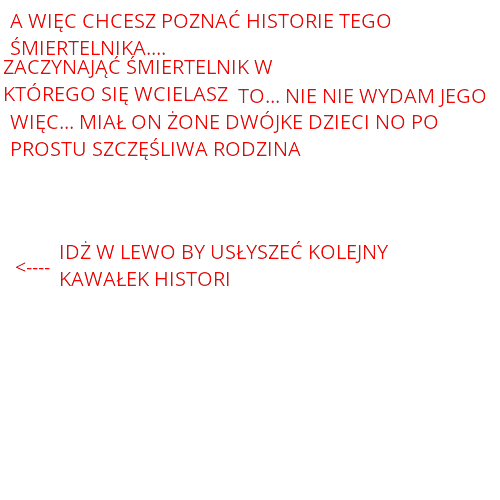 A WIĘC CHCESZ POZNAĆ HISTORIE TEGO
ŚMIERTELNIKA....
ZACZYNAJĄĆ ŚMIERTELNIK W
KTÓREGO SIĘ WCIELASZ TO... NIE NIE WYDAM JEGO
WIĘC... MIAŁ ON ŻONE DWÓJKE DZIECI NO PO
PROSTU SZCZĘŚLIWA RODZINA
IDŻ W LEWO BY USŁYSZEĆ KOLEJNY
<----
KAWAŁEK HISTORI